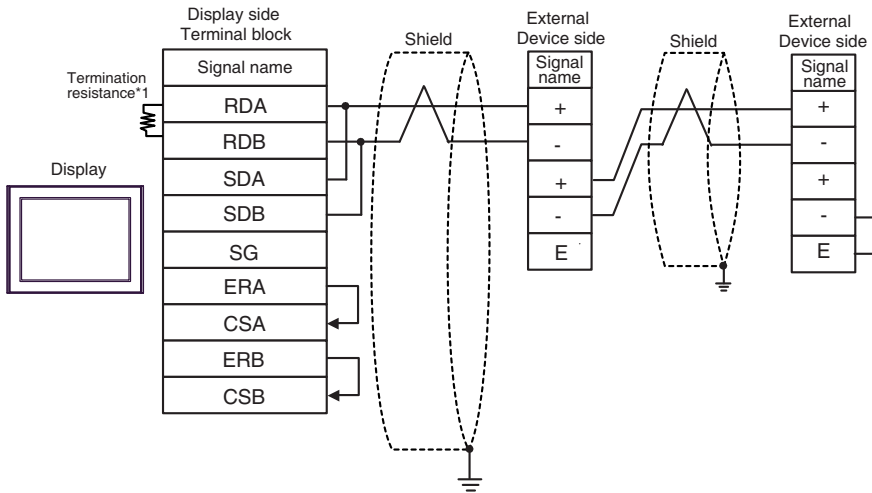 Display side
Terminal block
Signal name
Termination
resistance*1
RDA
RDB
SDA
SDB
SG
ERA
CSA
ERB
CSB
Display
Shield
External
Device side
Signal
name
+
-
+
-
E
Shield
External
Device side
Signal
name
+
-
+
-
E